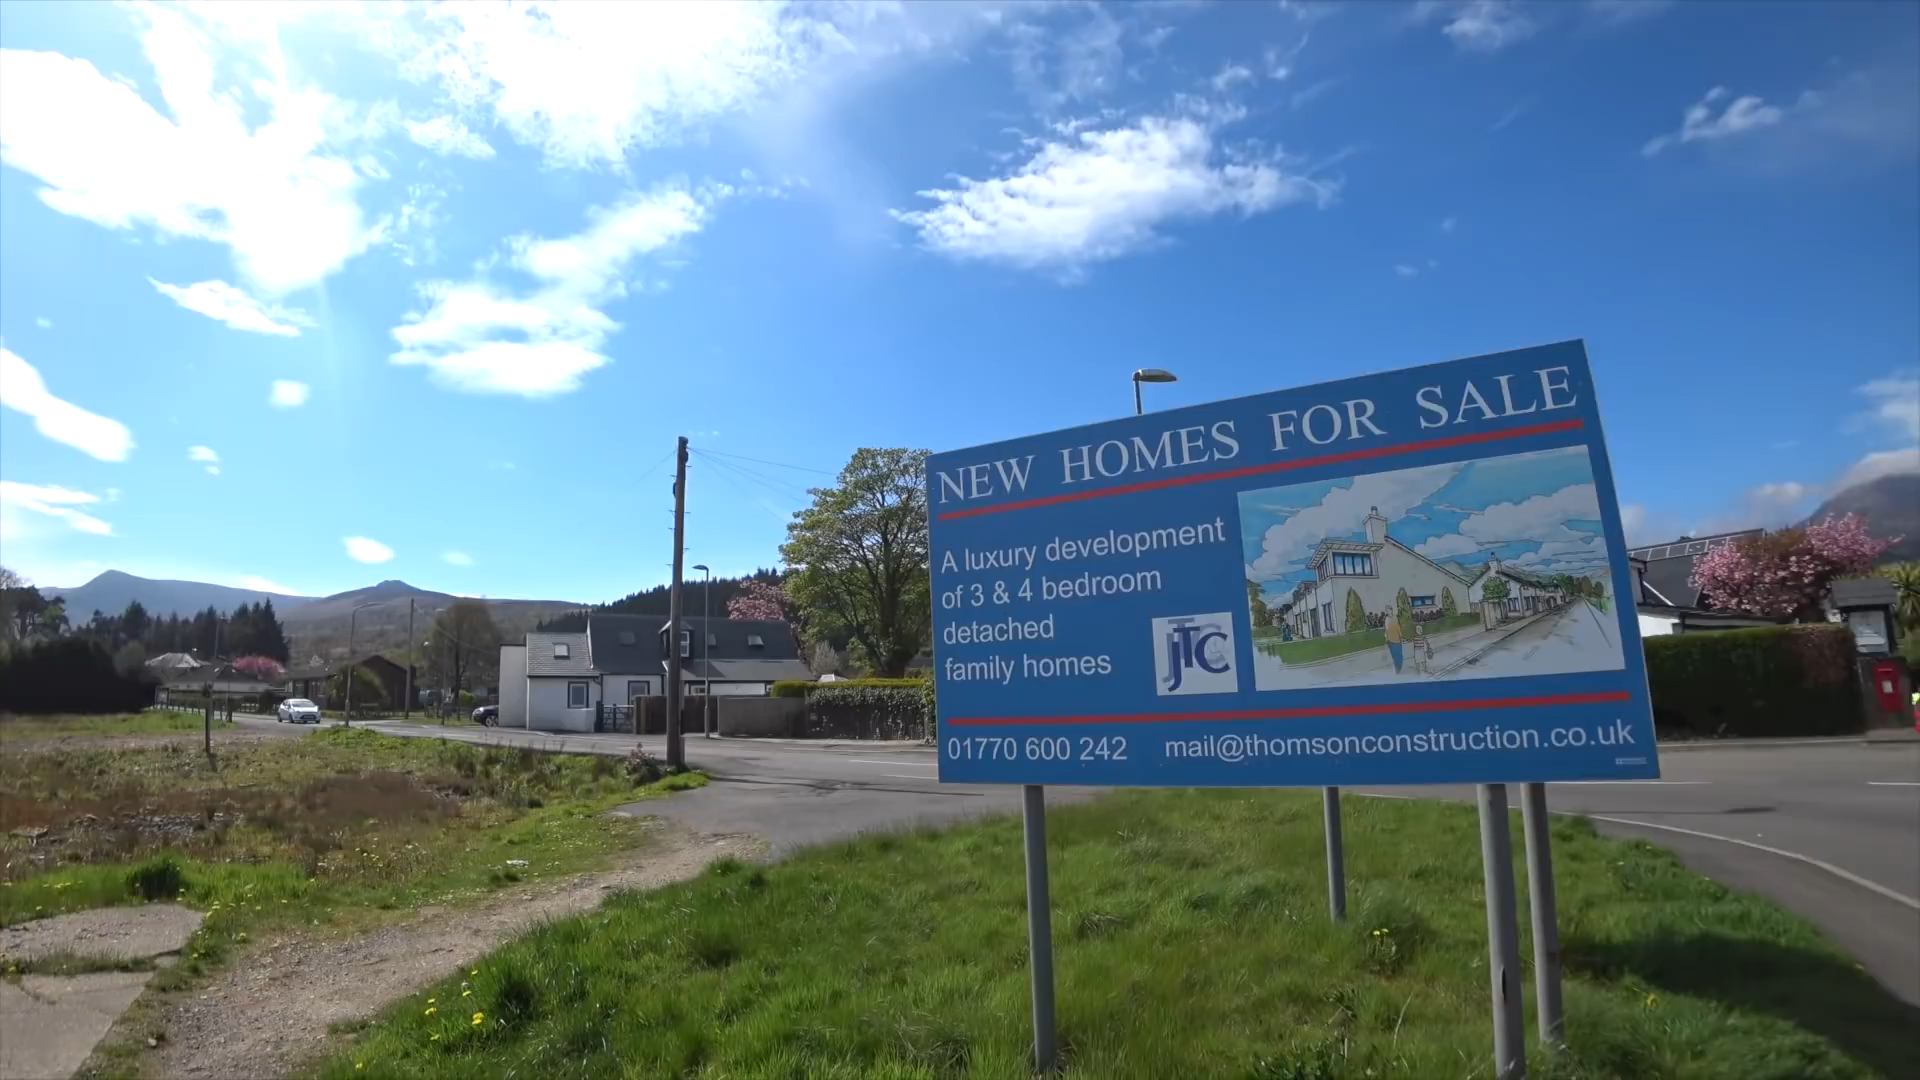 NEW HOMES FOR SALE
A luxury development
of 3 & 4 bedroom
detached
family homes
JTC
01770 600 242
mail@thomsonconstruction.co.uk